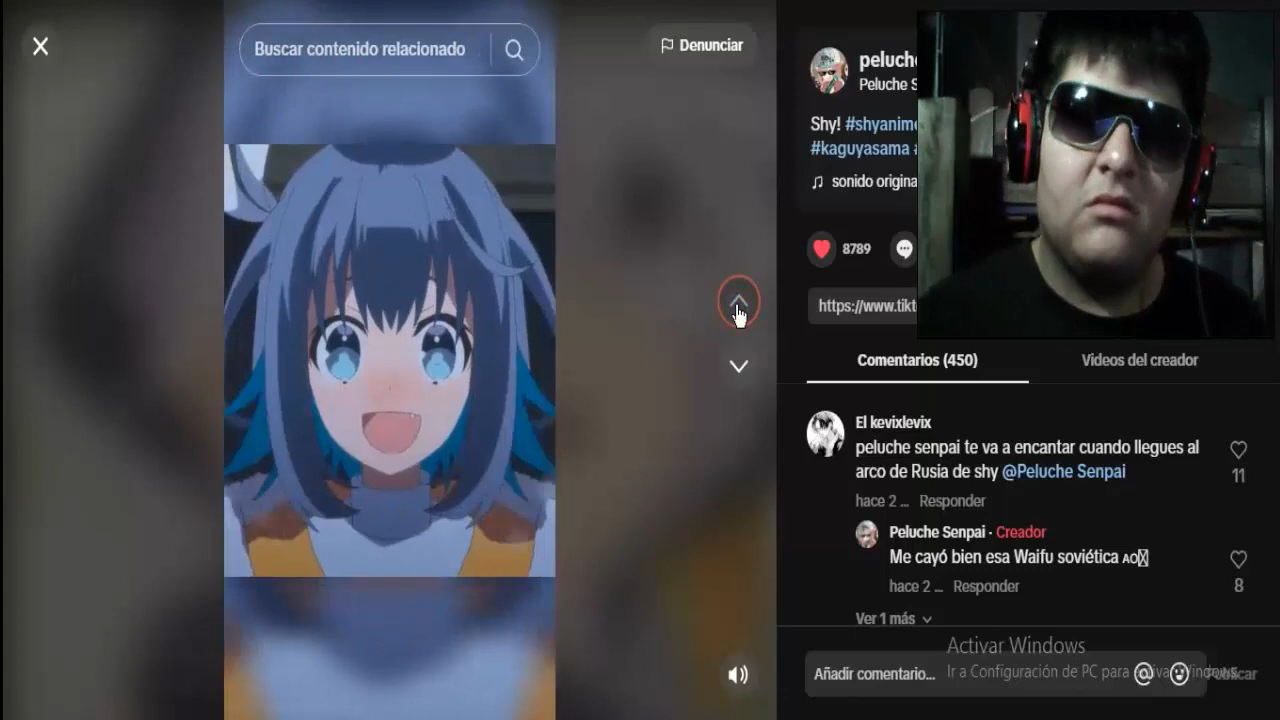 Buscar contenido relacionado
Denunciar
peluche
Peluche S
Shy! #shyanime
#kaguyasama #
sonido origina
8789
https://www.tikt
Comentarios (450)
Videos del creador
El kevixlevix
peluche senpai te va a encantar cuando llegues al
arco de Rusia de shy @Peluche Senpai
11
hace 2 ... Responder
Peluche Senpai · Creador
Me cayó bien esa Waifu soviética
8
hace 2 ... Responder
Ver 1 más
Activar Windows
Ir a Configuración de PC para activar Windows.
Añadir comentario...
Publicar